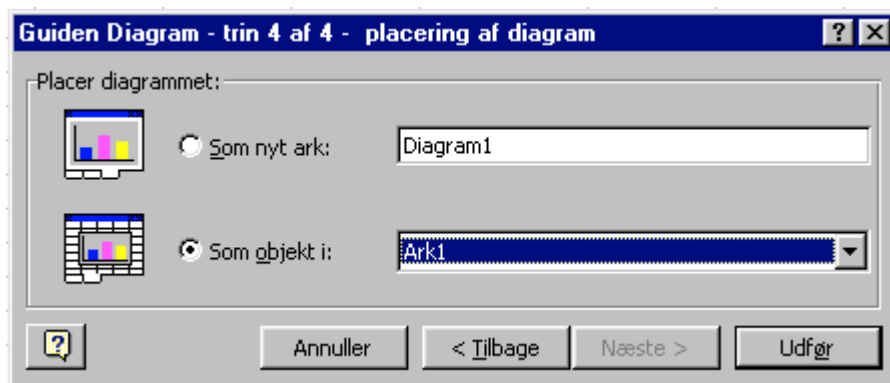 Guiden Diagram - trin 4 af 4 - placering af diagram
Placer diagrammet:
Som nyt ark: Diagram1
Som objekt i: Ark1
Annuller < Tilbage Næste > Udfør